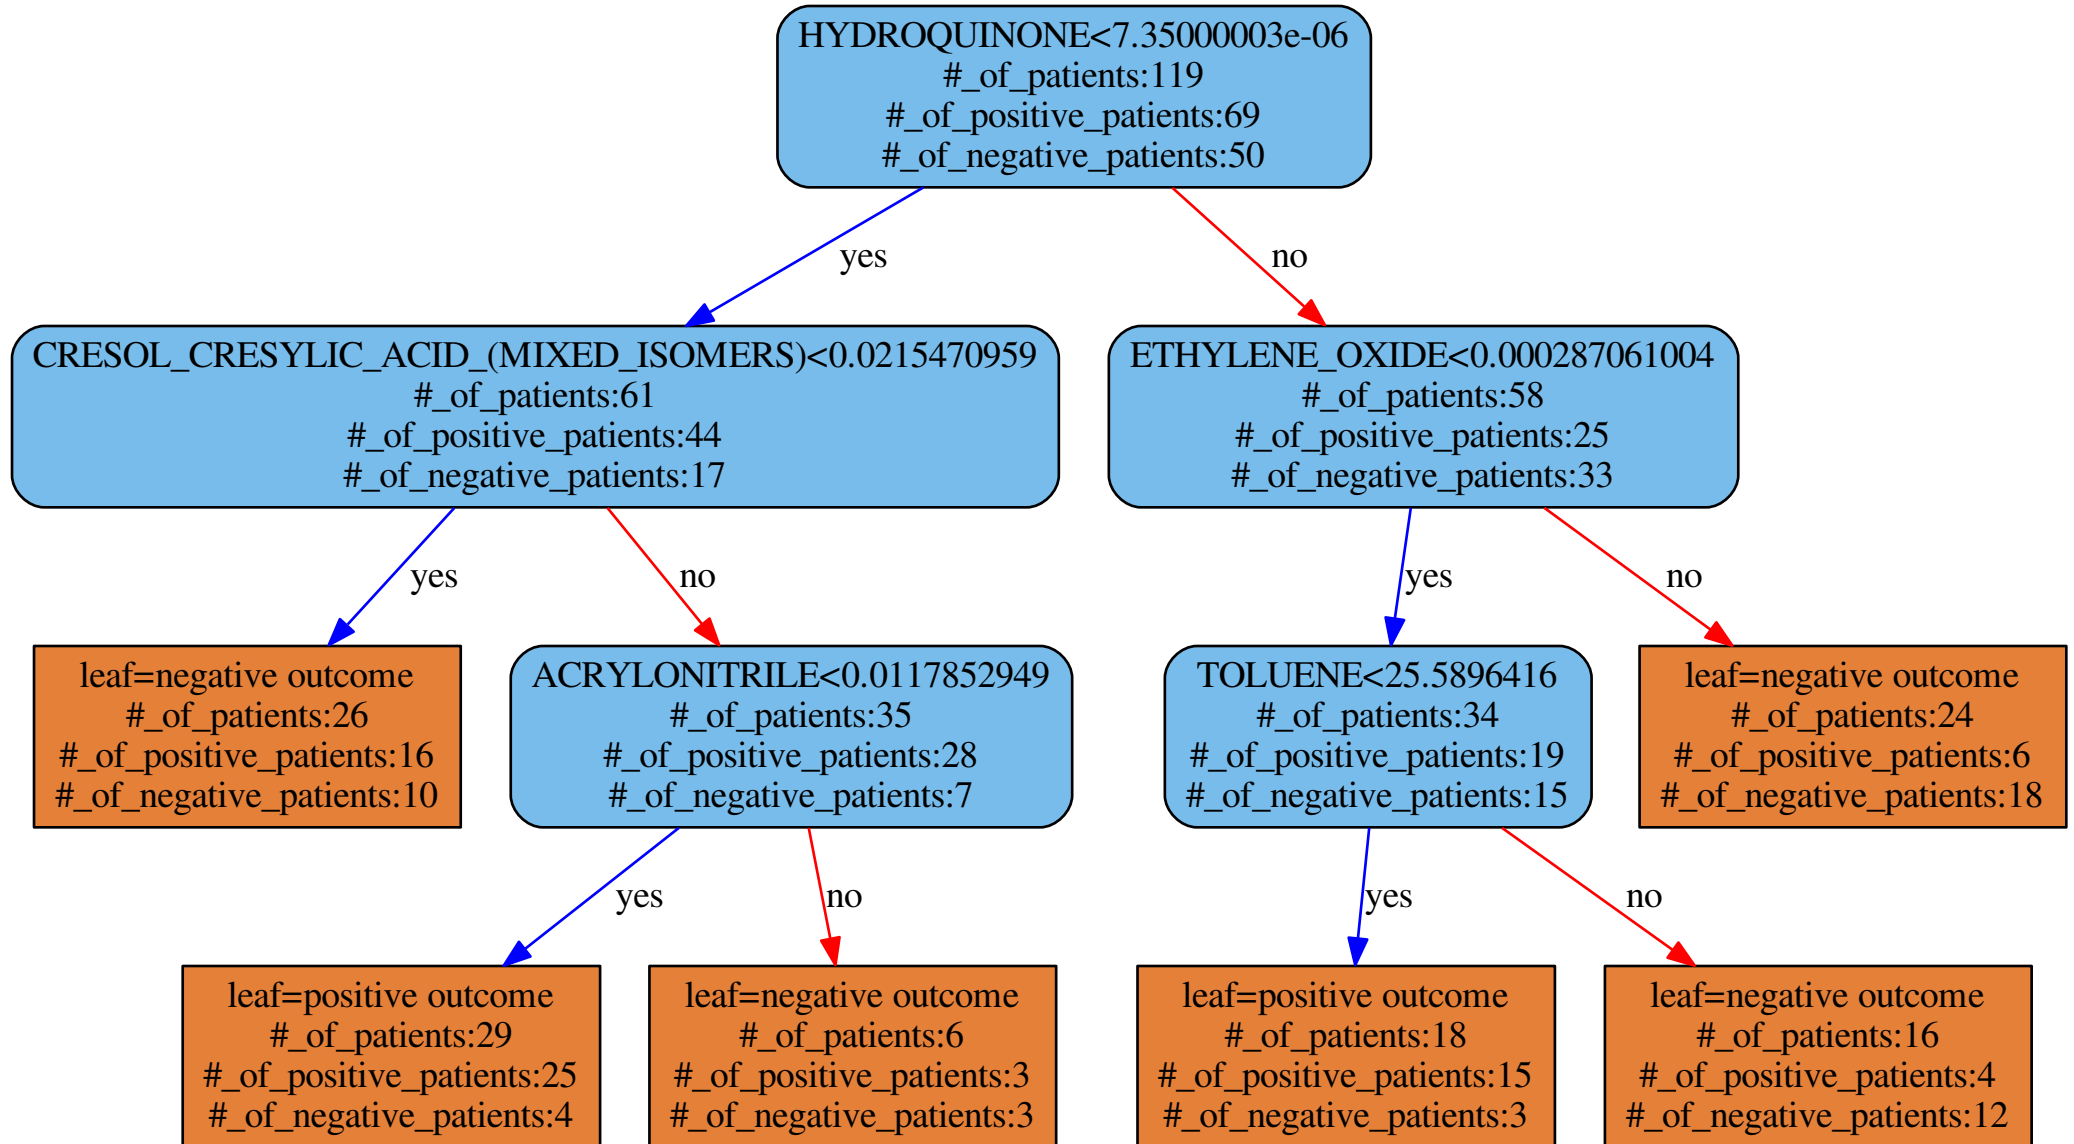 HYDROQUINONE<7.35000003e-06
#_of_patients:119
#_of_positive_patients:69
#_of_negative_patients:50
yes
no
CRESOL_CRESYLIC_ACID_(MIXED_ISOMERS)<0.0215470959
#_of_patients:61
#_of_positive_patients:44
#_of_negative_patients:17
ETHYLENE_OXIDE<0.000287061004
#_of_patients:58
#_of_positive_patients:25
#_of_negative_patients:33
yes
no
yes
no
leaf=negative outcome
#_of_patients:26
#_of_positive_patients:16
#_of_negative_patients:10
ACRYLONITRILE<0.0117852949
#_of_patients:35
#_of_positive_patients:28
#_of_negative_patients:7
TOLUENE<25.5896416
#_of_patients:34
#_of_positive_patients:19
#_of_negative_patients:15
leaf=negative outcome
#_of_patients:24
#_of_positive_patients:6
#_of_negative_patients:18
yes
no
yes
no
leaf=positive outcome
#_of_patients:29
#_of_positive_patients:25
#_of_negative_patients:4
leaf=negative outcome
#_of_patients:6
#_of_positive_patients:3
#_of_negative_patients:3
leaf=positive outcome
#_of_patients:18
#_of_positive_patients:15
#_of_negative_patients:3
leaf=negative outcome
#_of_patients:16
#_of_positive_patients:4
#_of_negative_patients:12